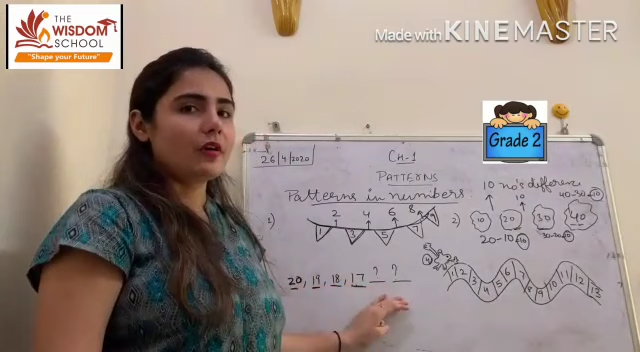 THE
WISDOM
SCHOOL
"Shape your Future"
Made with KINEMASTER
Grade 2
26/4/2020 CH-1
PATTERNS
Patterns in numbers
10 no's difference
40-30=10
1) 2 4 6 8
1 3 5 7 9
2) 10 20 30 40
10
20-10=10 30-20=10
20, 19, 18, 17 ? ?
1 2 3 4 5 6 7 8 9 10 11 12 13